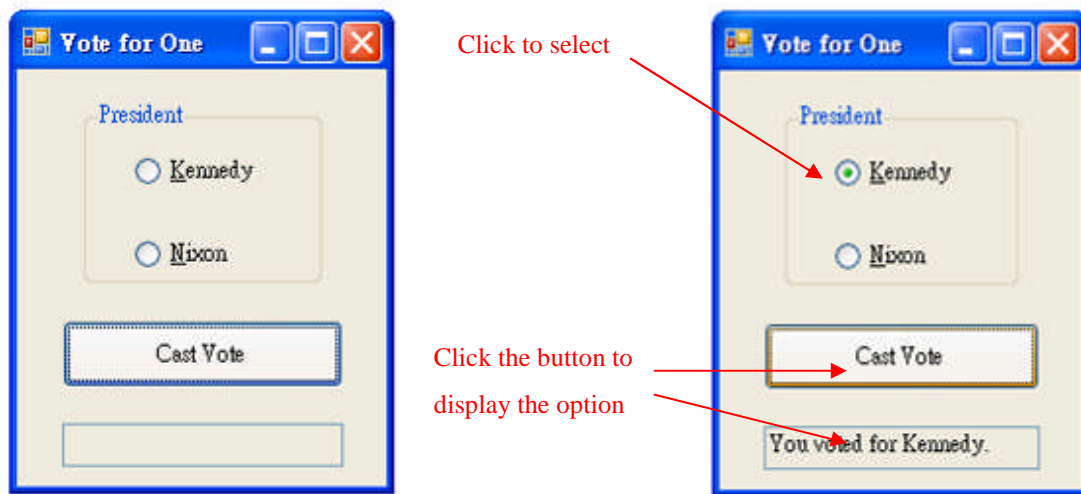 Vote for One
President
Kennedy
Nixon
Cast Vote
Click to select
Click the button to
display the option
Vote for One
President
Kennedy
Nixon
Cast Vote
You voted for Kennedy.